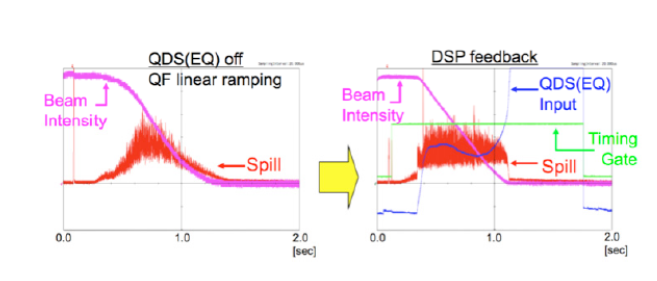 QDS(EQ) off
QF linear ramping
Beam
Intensity
Spill
0.0
1.0
2.0
[sec]
DSP feedback
QDS(EQ)
Input
Beam
Intensity
Timing
Gate
Spill
0.0
1.0
2.0
[sec]